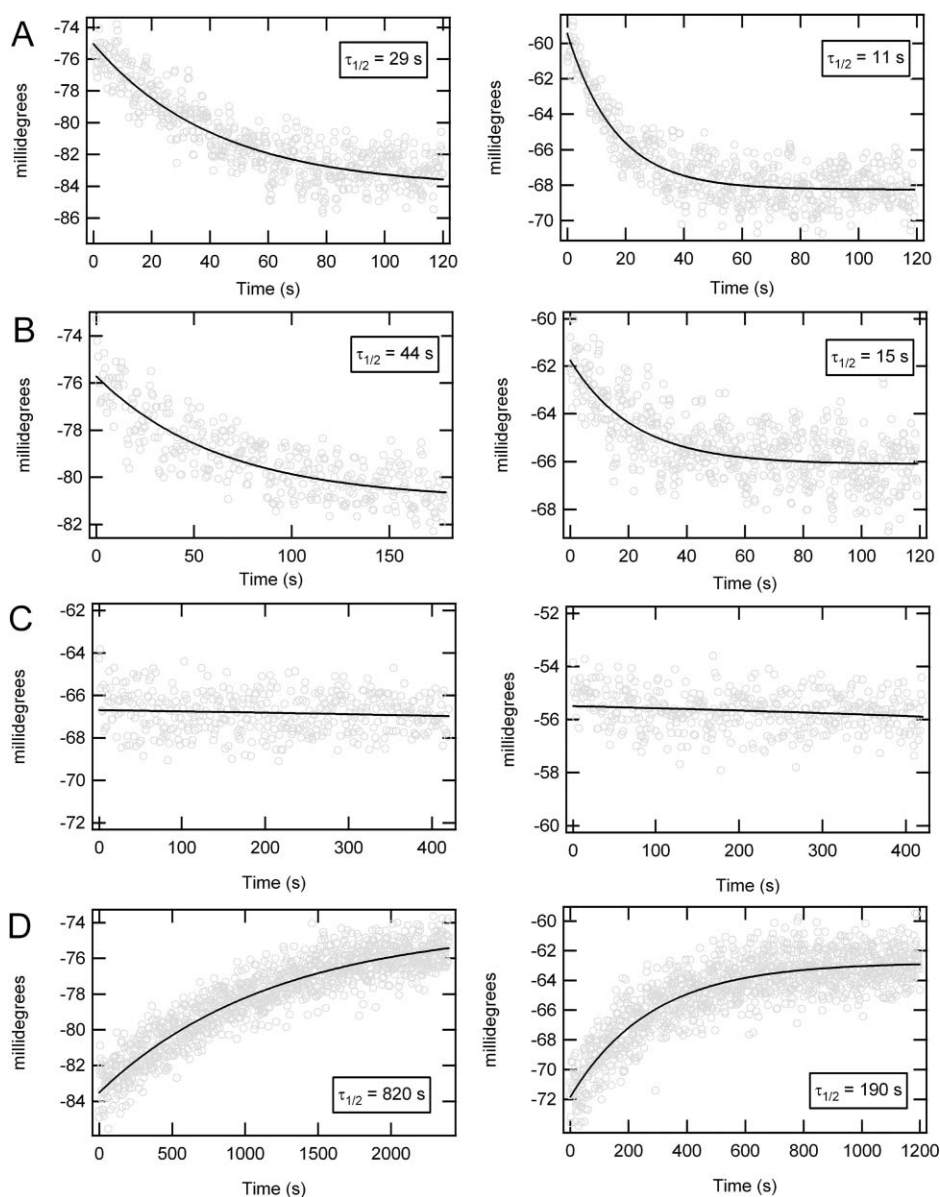 A
-74
-76
-78
-80
-82
-84
-86
millidegrees
τ1/2 = 29 s
0 20 40 60 80 100 120
Time (s)
-60
-62
-64
-66
-68
-70
millidegrees
τ1/2 = 11 s
0 20 40 60 80 100 120
Time (s)
B
-74
-76
-78
-80
-82
millidegrees
τ1/2 = 44 s
0 50 100 150
Time (s)
-60
-62
-64
-66
-68
millidegrees
τ1/2 = 15 s
0 20 40 60 80 100 120
Time (s)
C
-62
-64
-66
-68
-70
-72
millidegrees
0 100 200 300 400
Time (s)
-52
-54
-56
-58
-60
millidegrees
0 100 200 300 400
Time (s)
D
-74
-76
-78
-80
-82
-84
millidegrees
τ1/2 = 820 s
0 500 1000 1500 2000
Time (s)
-60
-62
-64
-66
-68
-70
-72
millidegrees
τ1/2 = 190 s
0 200 400 600 800 1000 1200
Time (s)